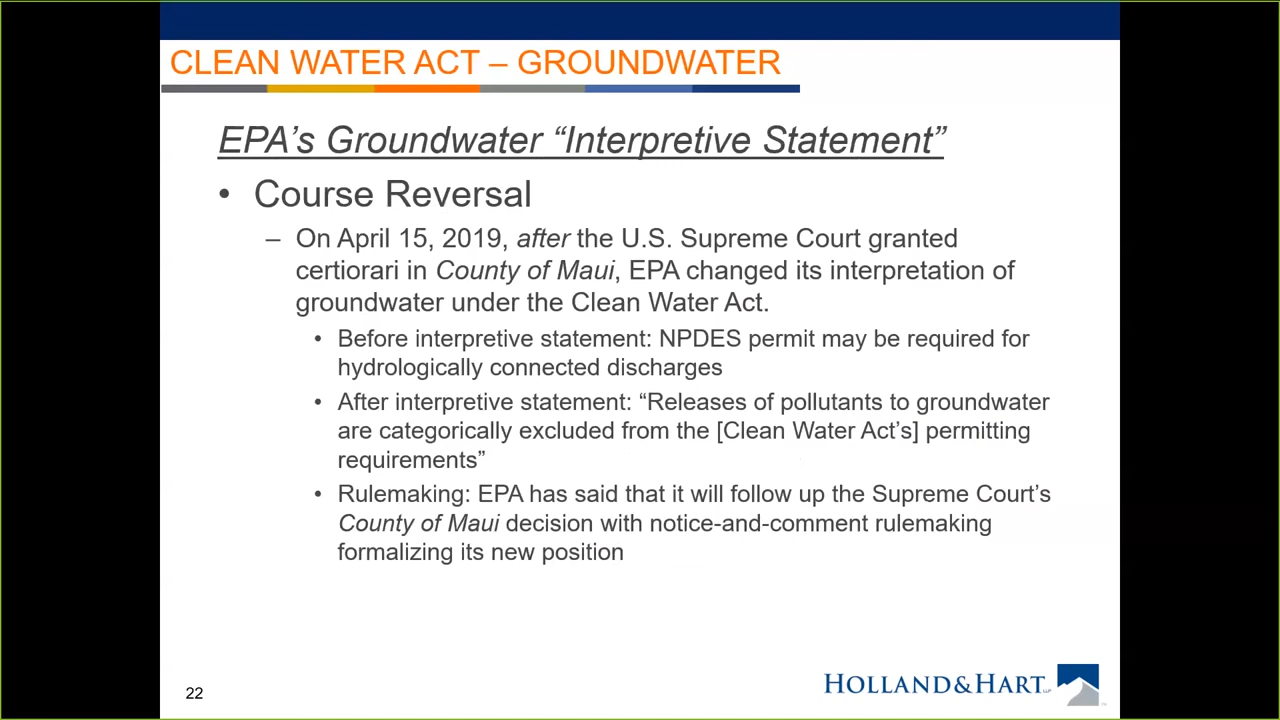 CLEAN WATER ACT – GROUNDWATER
EPA’s Groundwater “Interpretive Statement”
• Course Reversal
– On April 15, 2019, after the U.S. Supreme Court granted
certiorari in County of Maui, EPA changed its interpretation of
groundwater under the Clean Water Act.
• Before interpretive statement: NPDES permit may be required for
hydrologically connected discharges
• After interpretive statement: “Releases of pollutants to groundwater
are categorically excluded from the [Clean Water Act’s] permitting
requirements”
• Rulemaking: EPA has said that it will follow up the Supreme Court’s
County of Maui decision with notice-and-comment rulemaking
formalizing its new position
22
HOLLAND&HART LLP